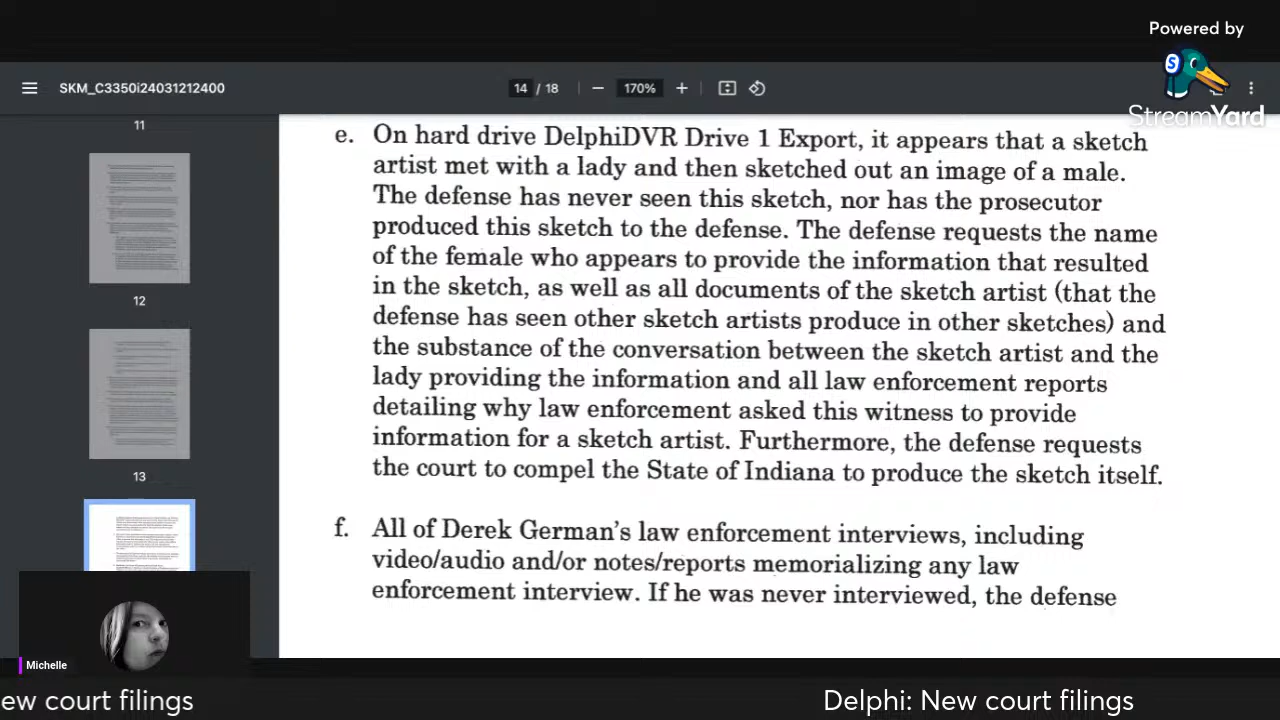 Powered by
S
StreamYard
SKM_C3350i24031212400
14 / 18
170%
11
12
13
e. On hard drive DelphiDVR Drive 1 Export, it appears that a sketch
artist met with a lady and then sketched out an image of a male.
The defense has never seen this sketch, nor has the prosecutor
produced this sketch to the defense. The defense requests the name
of the female who appears to provide the information that resulted
in the sketch, as well as all documents of the sketch artist (that the
defense has seen other sketch artists produce in other sketches) and
the substance of the conversation between the sketch artist and the
lady providing the information and all law enforcement reports
detailing why law enforcement asked this witness to provide
information for a sketch artist. Furthermore, the defense requests
the court to compel the State of Indiana to produce the sketch itself.
f. All of Derek German’s law enforcement interviews, including
video/audio and/or notes/reports memorializing any law
enforcement interview. If he was never interviewed, the defense
Michelle
ew court filings
Delphi: New court filings